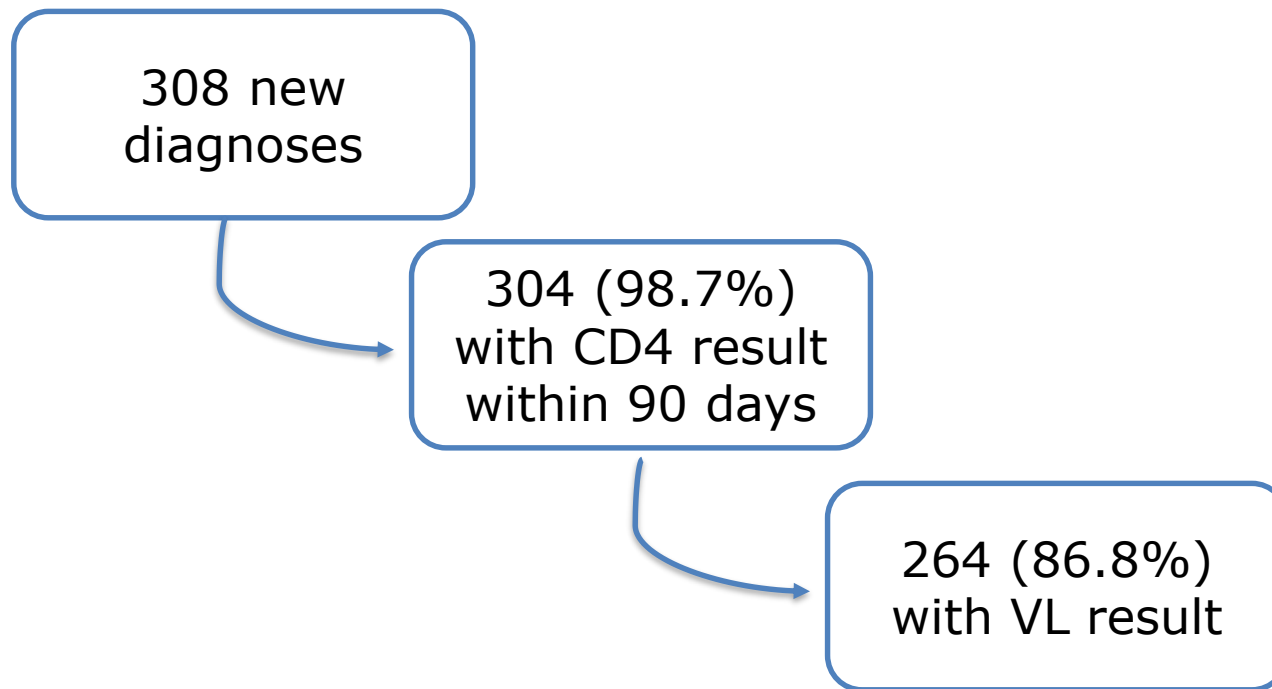 308 new
diagnoses
304 (98.7%)
with CD4 result
within 90 days
264 (86.8%)
with VL result